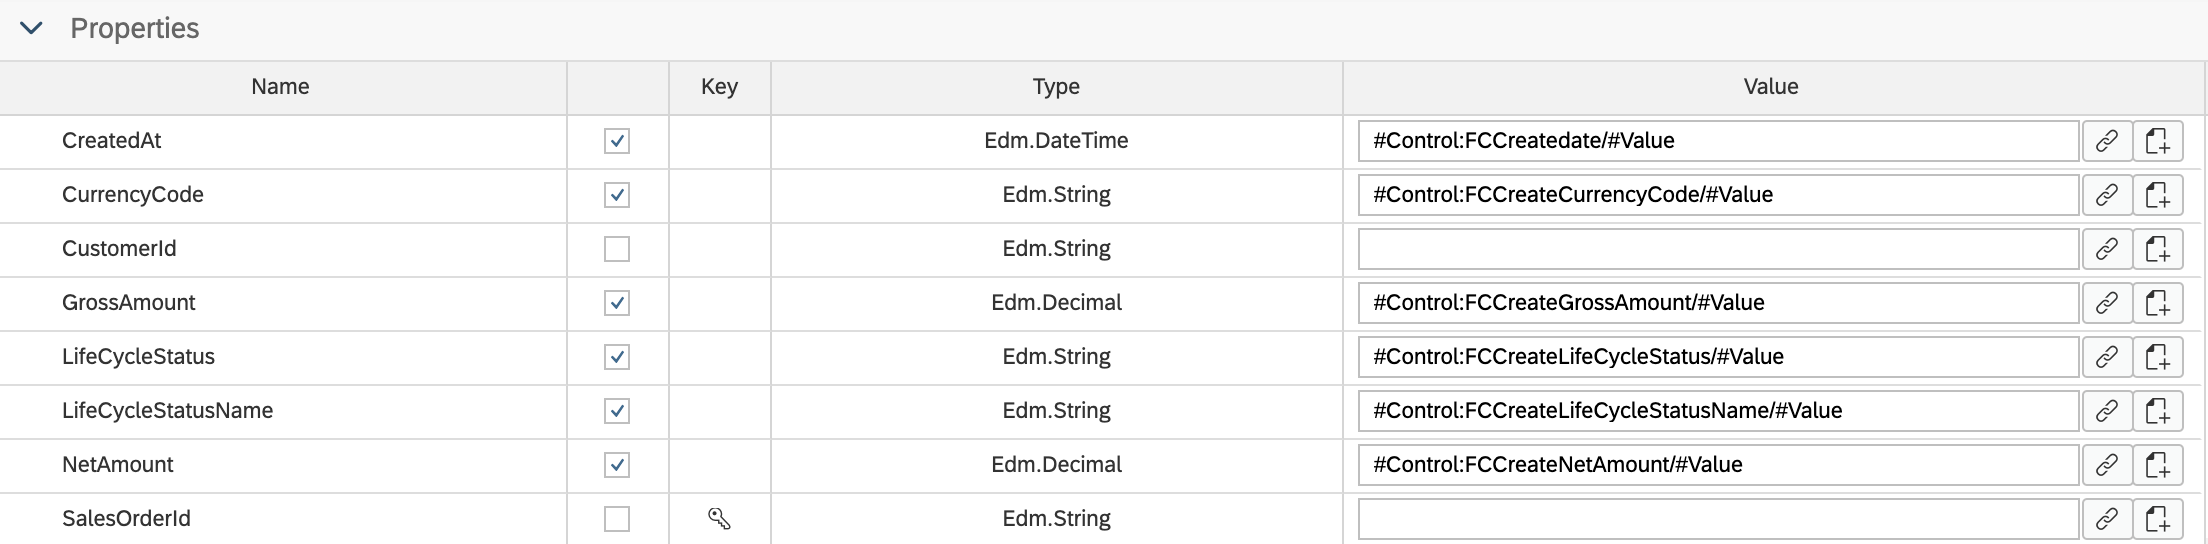 Properties
Name Key Type Value
CreatedAt Edm.DateTime #Control:FCCreatedate/#Value
CurrencyCode Edm.String #Control:FCCreateCurrencyCode/#Value
CustomerId Edm.String
GrossAmount Edm.Decimal #Control:FCCreateGrossAmount/#Value
LifeCycleStatus Edm.String #Control:FCCreateLifeCycleStatus/#Value
LifeCycleStatusName Edm.String #Control:FCCreateLifeCycleStatusName/#Value
NetAmount Edm.Decimal #Control:FCCreateNetAmount/#Value
SalesOrderId Edm.String